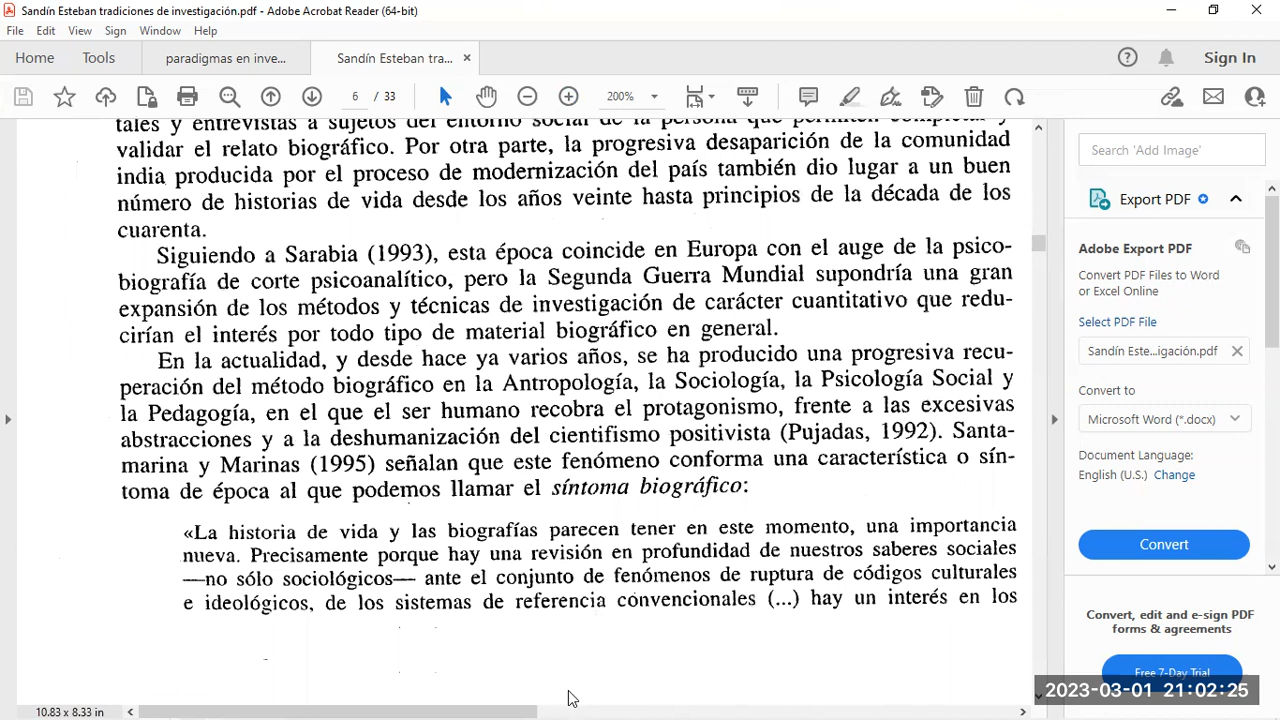 Sandín Esteban tradiciones de investigación.pdf - Adobe Acrobat Reader (64-bit)
File Edit View Sign Window Help
Home Tools paradigmas en inve... Sandín Esteban tra... Sign In
6 / 33 200%
tales y entrevistas a sujetos del entorno social de la persona que permiten completar y
validar el relato biográfico. Por otra parte, la progresiva desaparición de la comunidad
india producida por el proceso de modernización del país también dio lugar a un buen
número de historias de vida desde los años veinte hasta principios de la década de los
cuarenta.
Siguiendo a Sarabia (1993), esta época coincide en Europa con el auge de la psico-
biografía de corte psicoanalítico, pero la Segunda Guerra Mundial supondría una gran
expansión de los métodos y técnicas de investigación de carácter cuantitativo que redu-
cirían el interés por todo tipo de material biográfico en general.
En la actualidad, y desde hace ya varios años, se ha producido una progresiva recu-
peración del método biográfico en la Antropología, la Sociología, la Psicología Social y
la Pedagogía, en el que el ser humano recobra el protagonismo, frente a las excesivas
abstracciones y a la deshumanización del cientifismo positivista (Pujadas, 1992). Santa-
marina y Marinas (1995) señalan que este fenómeno conforma una característica o sín-
toma de época al que podemos llamar el síntoma biográfico:
«La historia de vida y las biografías parecen tener en este momento, una importancia
nueva. Precisamente porque hay una revisión en profundidad de nuestros saberes sociales
—no sólo sociológicos— ante el conjunto de fenómenos de ruptura de códigos culturales
e ideológicos, de los sistemas de referencia convencionales (...) hay un interés en los
10.83 x 8.33 in
Search 'Add Image'
Export PDF
Adobe Export PDF
Convert PDF Files to Word
or Excel Online
Select PDF File
Sandín Este...igación.pdf
Convert to
Microsoft Word (*.docx)
Document Language:
English (U.S.) Change
Convert
Convert, edit and e-sign PDF
forms & agreements
Free 7-Day Trial
2023-03-01 21:02:25